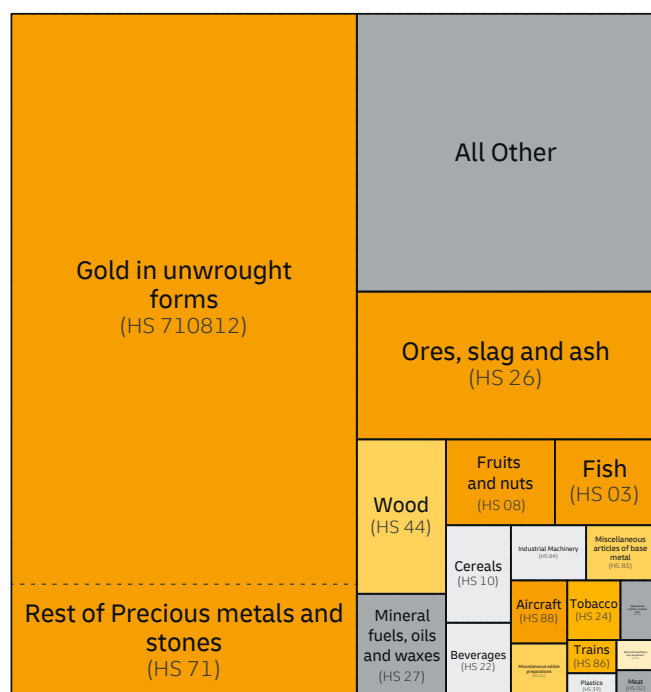 All Other
Gold in unwrought
forms
(HS 710812)
Ores, slag and ash
(HS 26)
Wood
(HS 44)
Fruits
and nuts
(HS 08)
Fish
(HS 03)
Cereals
(HS 10)
Industrial Machinery
(HS 84)
Miscellaneous
articles of base
metal
(HS 83)
Rest of Precious metals and
stones
(HS 71)
Mineral
fuels, oils
and waxes
(HS 27)
Beverages
(HS 22)
Aircraft
(HS 88)
Tobacco
(HS 24)
Miscellaneous edible
preparations
Trains
(HS 86)
Plastics
(HS 39)
Meat
(HS 02)